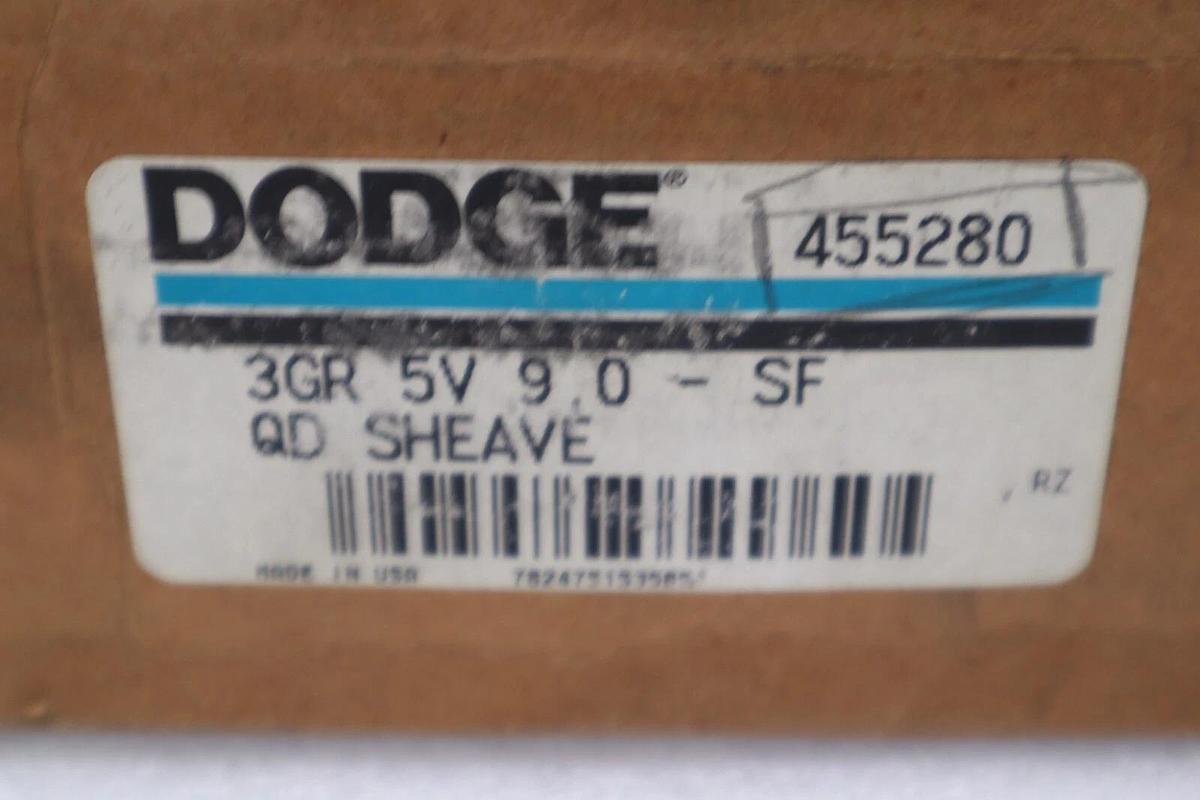 DODGE®
455280
3GR 5V 9.0 - SF
QD SHEAVE
RZ
MADE IN USA